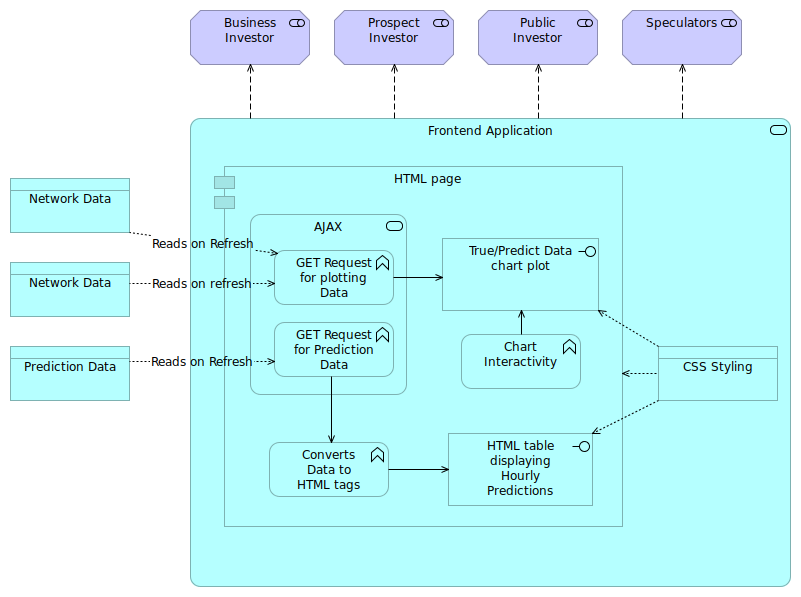 Business
Investor
Prospect
Investor
Public
Investor
Speculators
Frontend Application
HTML page
Network Data
AJAX
Reads on Refresh
GET Request
for plotting
Data
True/Predict Data
chart plot
Network Data
Reads on refresh
GET Request
for Prediction
Data
Chart
Interactivity
Prediction Data
Reads on Refresh
CSS Styling
Converts
Data to
HTML tags
HTML table
displaying
Hourly
Predictions